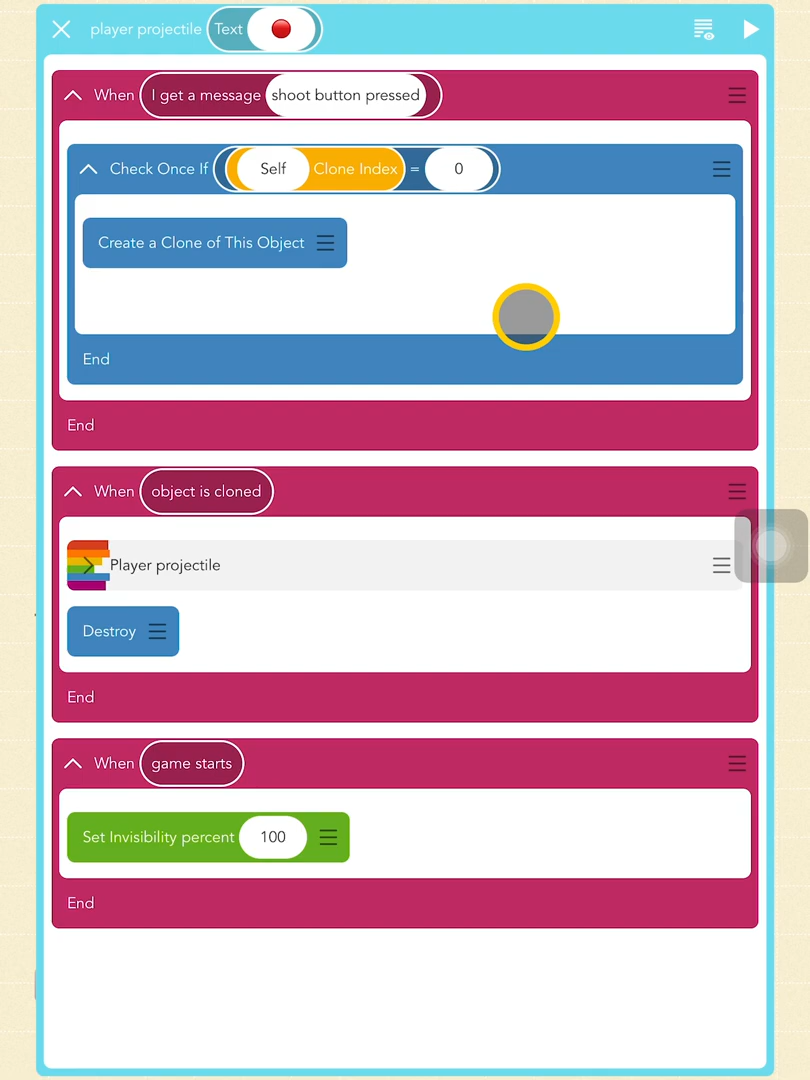 player projectile Text
When I get a message shoot button pressed
Check Once If Self Clone Index = 0
Create a Clone of This Object
End
End
When object is cloned
Player projectile
Destroy
End
When game starts
Set Invisibility percent 100
End